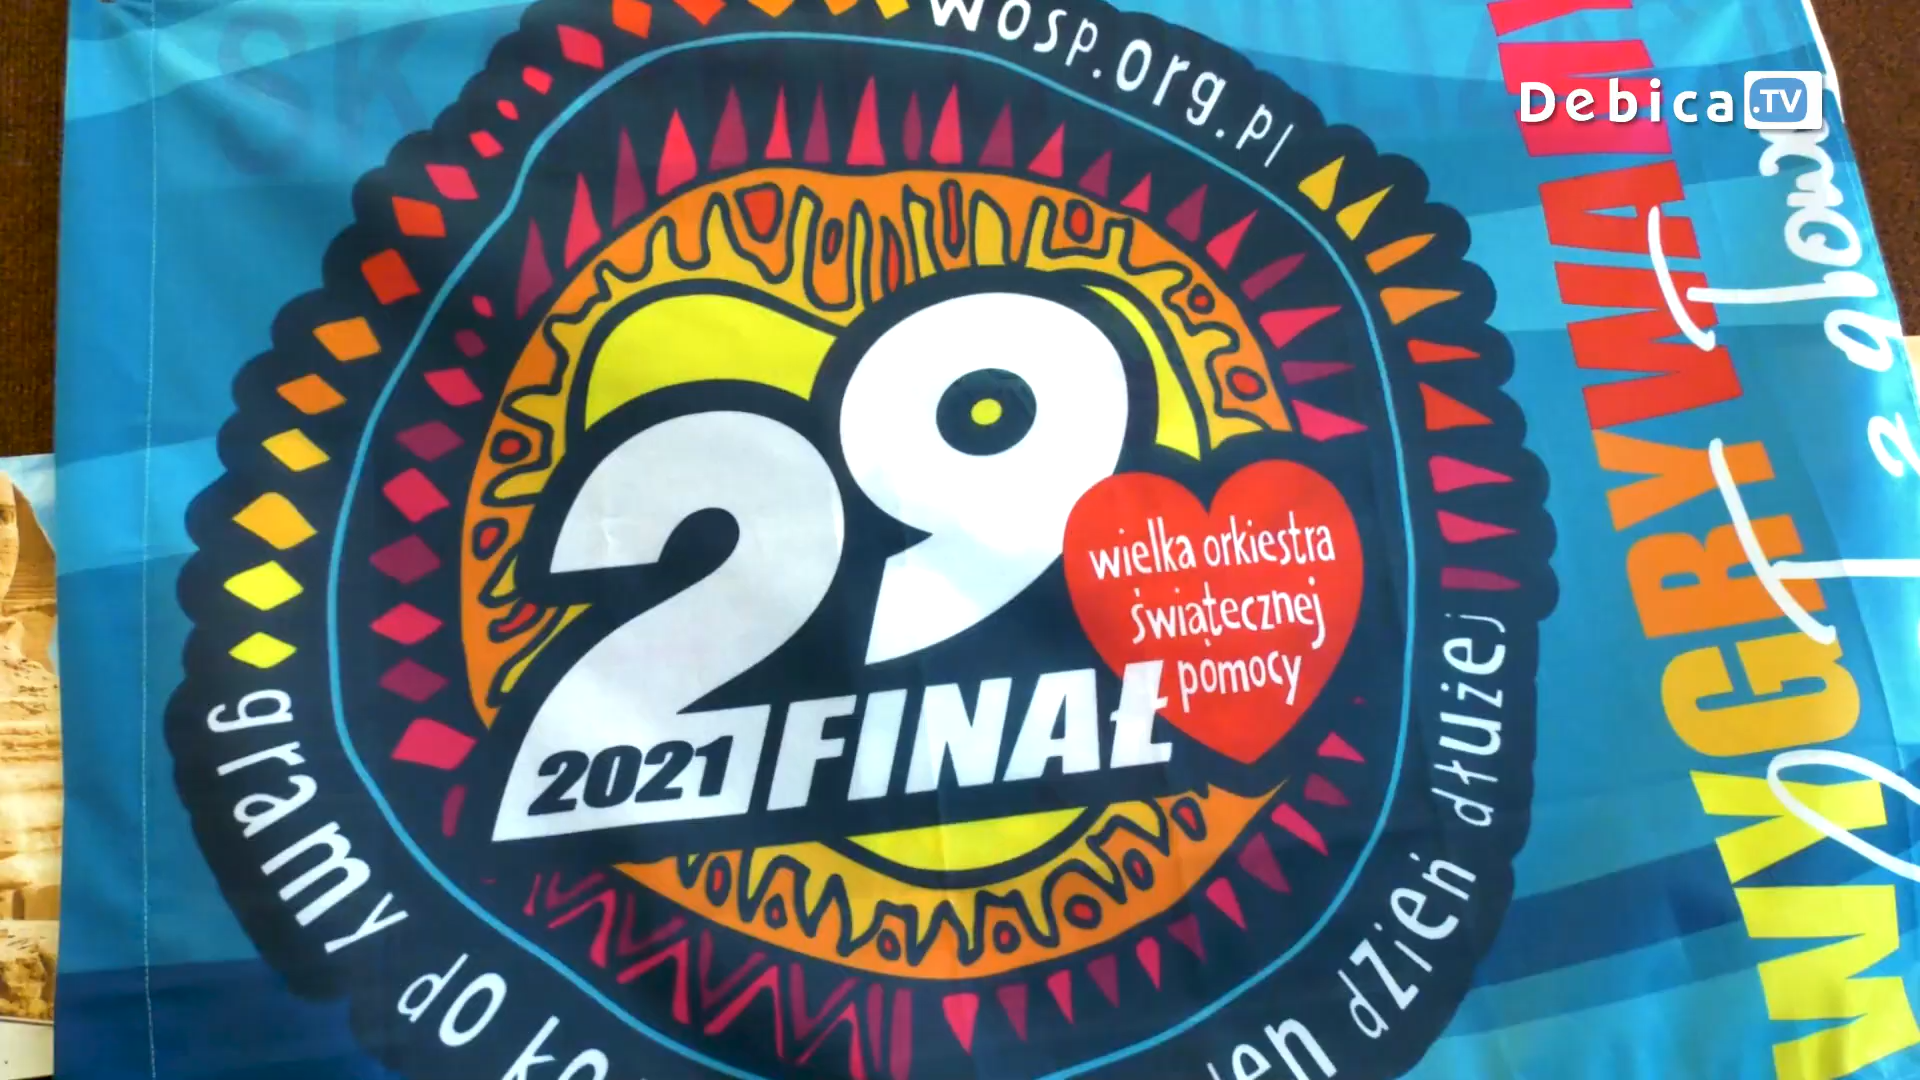 wosp.org.pl
Debica.TV
29
wielka orkiestra
świątecznej
pomocy
2021 FINAŁ
gramy do
dzień dłużej
WYGRYWAMY